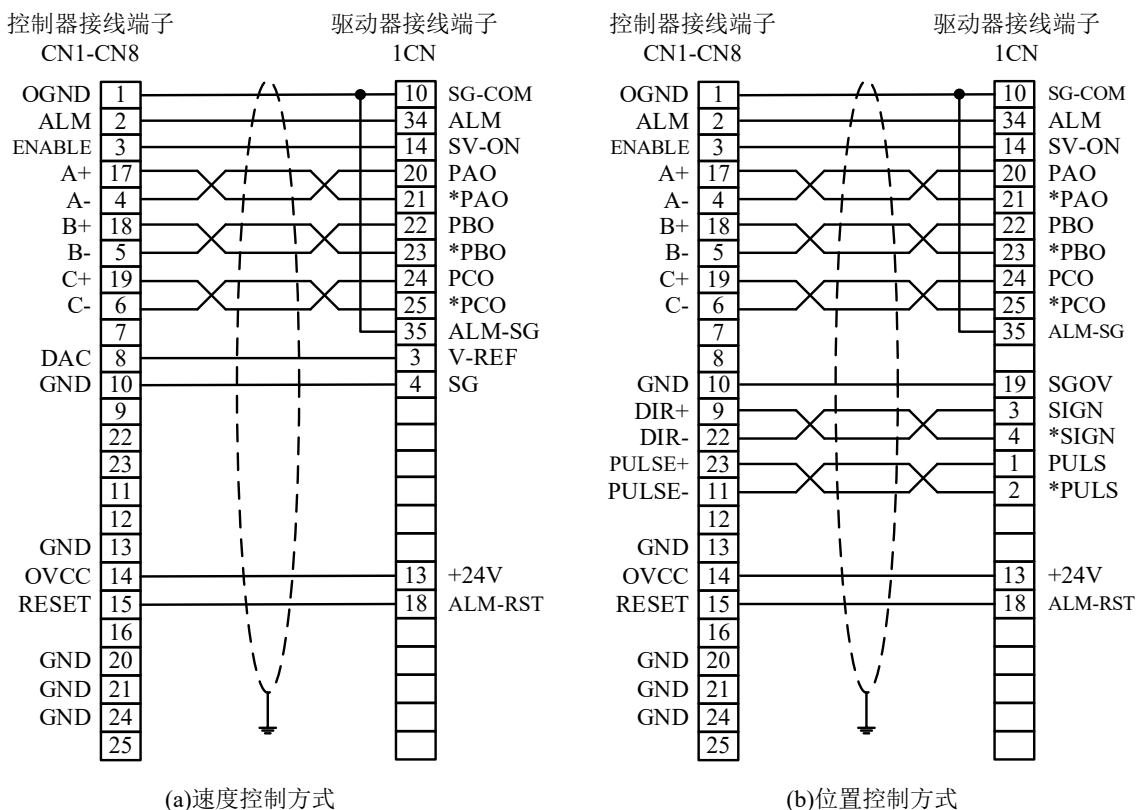 控制器接线端子 驱动器接线端子 控制器接线端子 驱动器接线端子
CN1-CN8 1CN CN1-CN8 1CN
OGND 1 10 SG-COM OGND 1 10 SG-COM
ALM 2 34 ALM ALM 2 34 ALM
ENABLE 3 14 SV-ON ENABLE 3 14 SV-ON
A+ 17 20 PAO A+ 17 20 PAO
A- 4 21 *PAO A- 4 21 *PAO
B+ 18 22 PBO B+ 18 22 PBO
B- 5 23 *PBO B- 5 23 *PBO
C+ 19 24 PCO C+ 19 24 PCO
C- 6 25 *PCO C- 6 25 *PCO
7 35 ALM-SG 7 35 ALM-SG
DAC 8 3 V-REF 8
GND 10 4 SG GND 10 19 SGOV
9 DIR+ 9 3 SIGN
22 DIR- 22 4 *SIGN
23 PULSE+ 23 1 PULS
11 PULSE- 11 2 *PULS
12 12
GND 13 GND 13
OVCC 14 13 +24V OVCC 14 13 +24V
RESET 15 18 ALM-RST RESET 15 18 ALM-RST
16 16
GND 20 GND 20
GND 21 GND 21
GND 24 GND 24
25 25
(a)速度控制方式 (b)位置控制方式